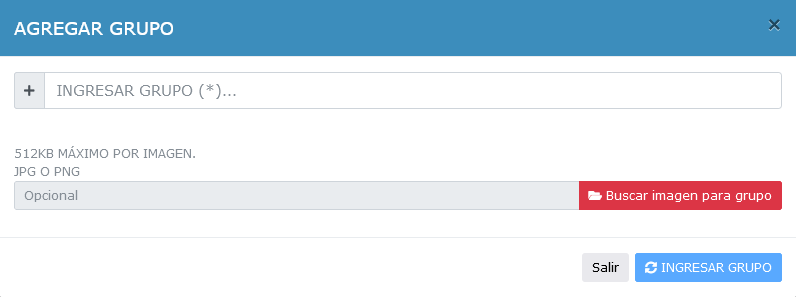 AGREGAR GRUPO
×
+ INGRESAR GRUPO (*)...
512KB MÁXIMO POR IMAGEN.
JPG O PNG
Opcional Buscar imagen para grupo
Salir INGRESAR GRUPO